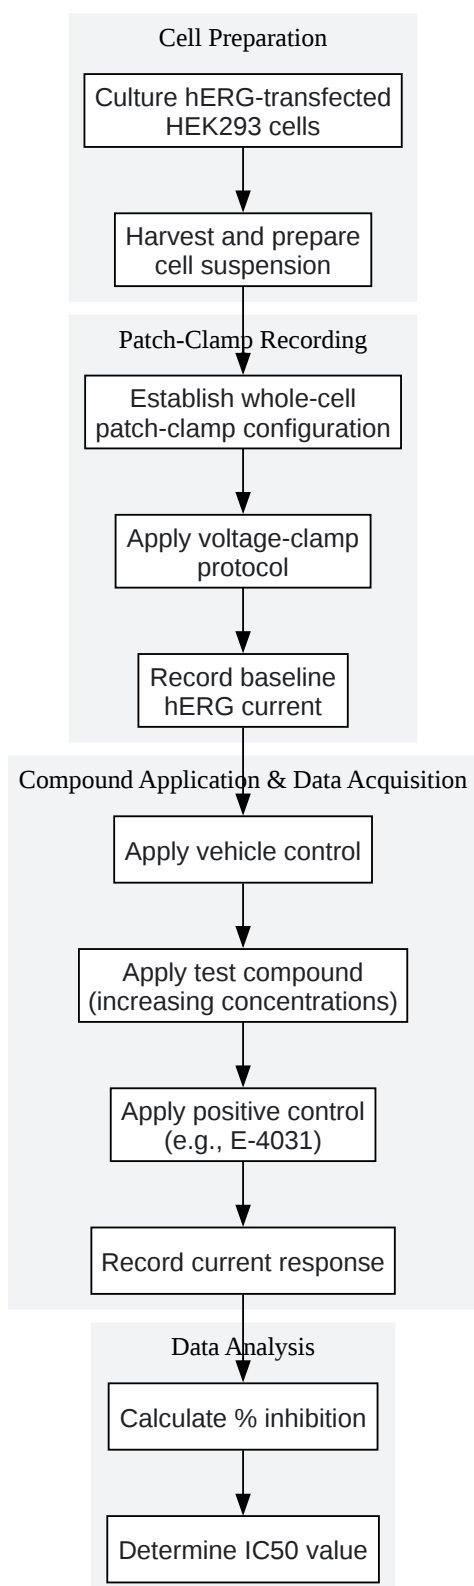 Cell Preparation
Culture hERG-transfected
HEK293 cells
Harvest and prepare
cell suspension
Patch-Clamp Recording
Establish whole-cell
patch-clamp configuration
Apply voltage-clamp
protocol
Record baseline
hERG current
Compound Application & Data Acquisition
Apply vehicle control
Apply test compound
(increasing concentrations)
Apply positive control
(e.g., E-4031)
Record current response
Data Analysis
Calculate % inhibition
Determine IC50 value